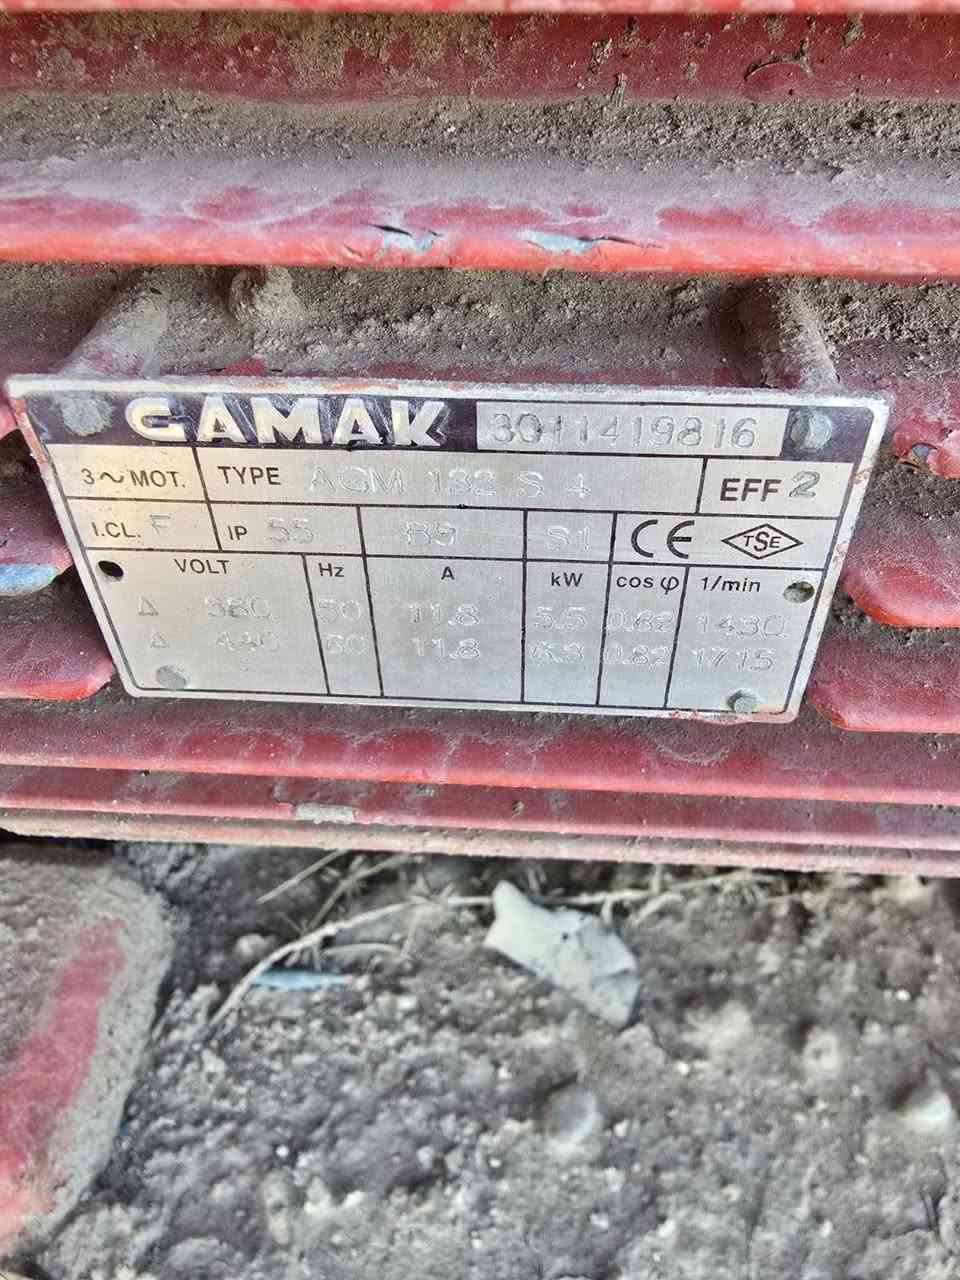 GAMAK 3011419816
3~MOT. TYPE AGM 132 S 4 EFF 2
I.CL. F IP 55 S1 CE TSE
VOLT Hz A kW cos φ 1/min
Δ 380 50 11.8 5.5 0.82 1430
Δ 440 60 11.8 6.3 0.82 1715